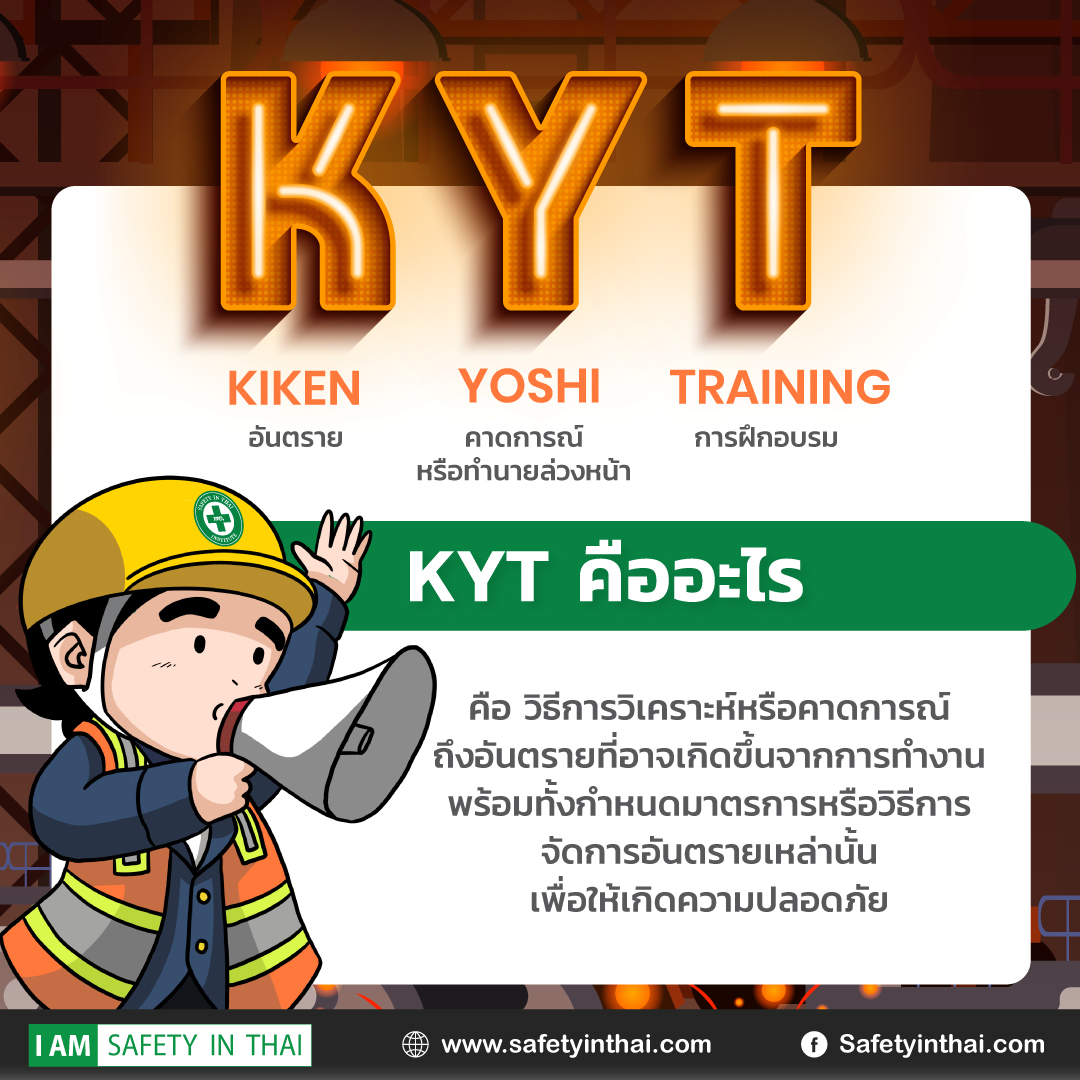 KYT
KIKEN
YOSHI
TRAINING
อันตราย
คาดการณ์
หรือทำนายล่วงหน้า
การฝึกอบรม
SAFETY IN THAI
INSTITUTE
KYT คืออะไร
คือ วิธีการวิเคราะห์หรือคาดการณ์
ถึงอันตรายที่อาจเกิดขึ้นจากการทำงาน
พร้อมทั้งกำหนดมาตรการหรือวิธีการ
จัดการอันตรายเหล่านั้น
เพื่อให้เกิดความปลอดภัย
I AM SAFETY IN THAI
www.safetyinthai.com
Safetyinthai.com